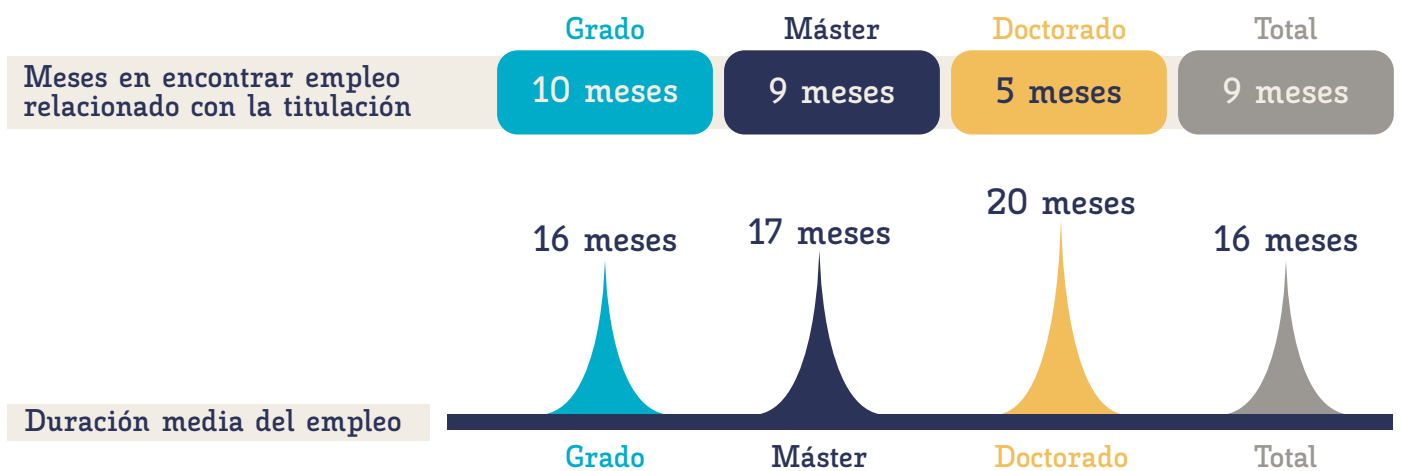 Grado Máster Doctorado Total
Meses en encontrar empleo
relacionado con la titulación
10 meses 9 meses 5 meses 9 meses
16 meses 17 meses 20 meses 16 meses
Duración media del empleo
Grado Máster Doctorado Total